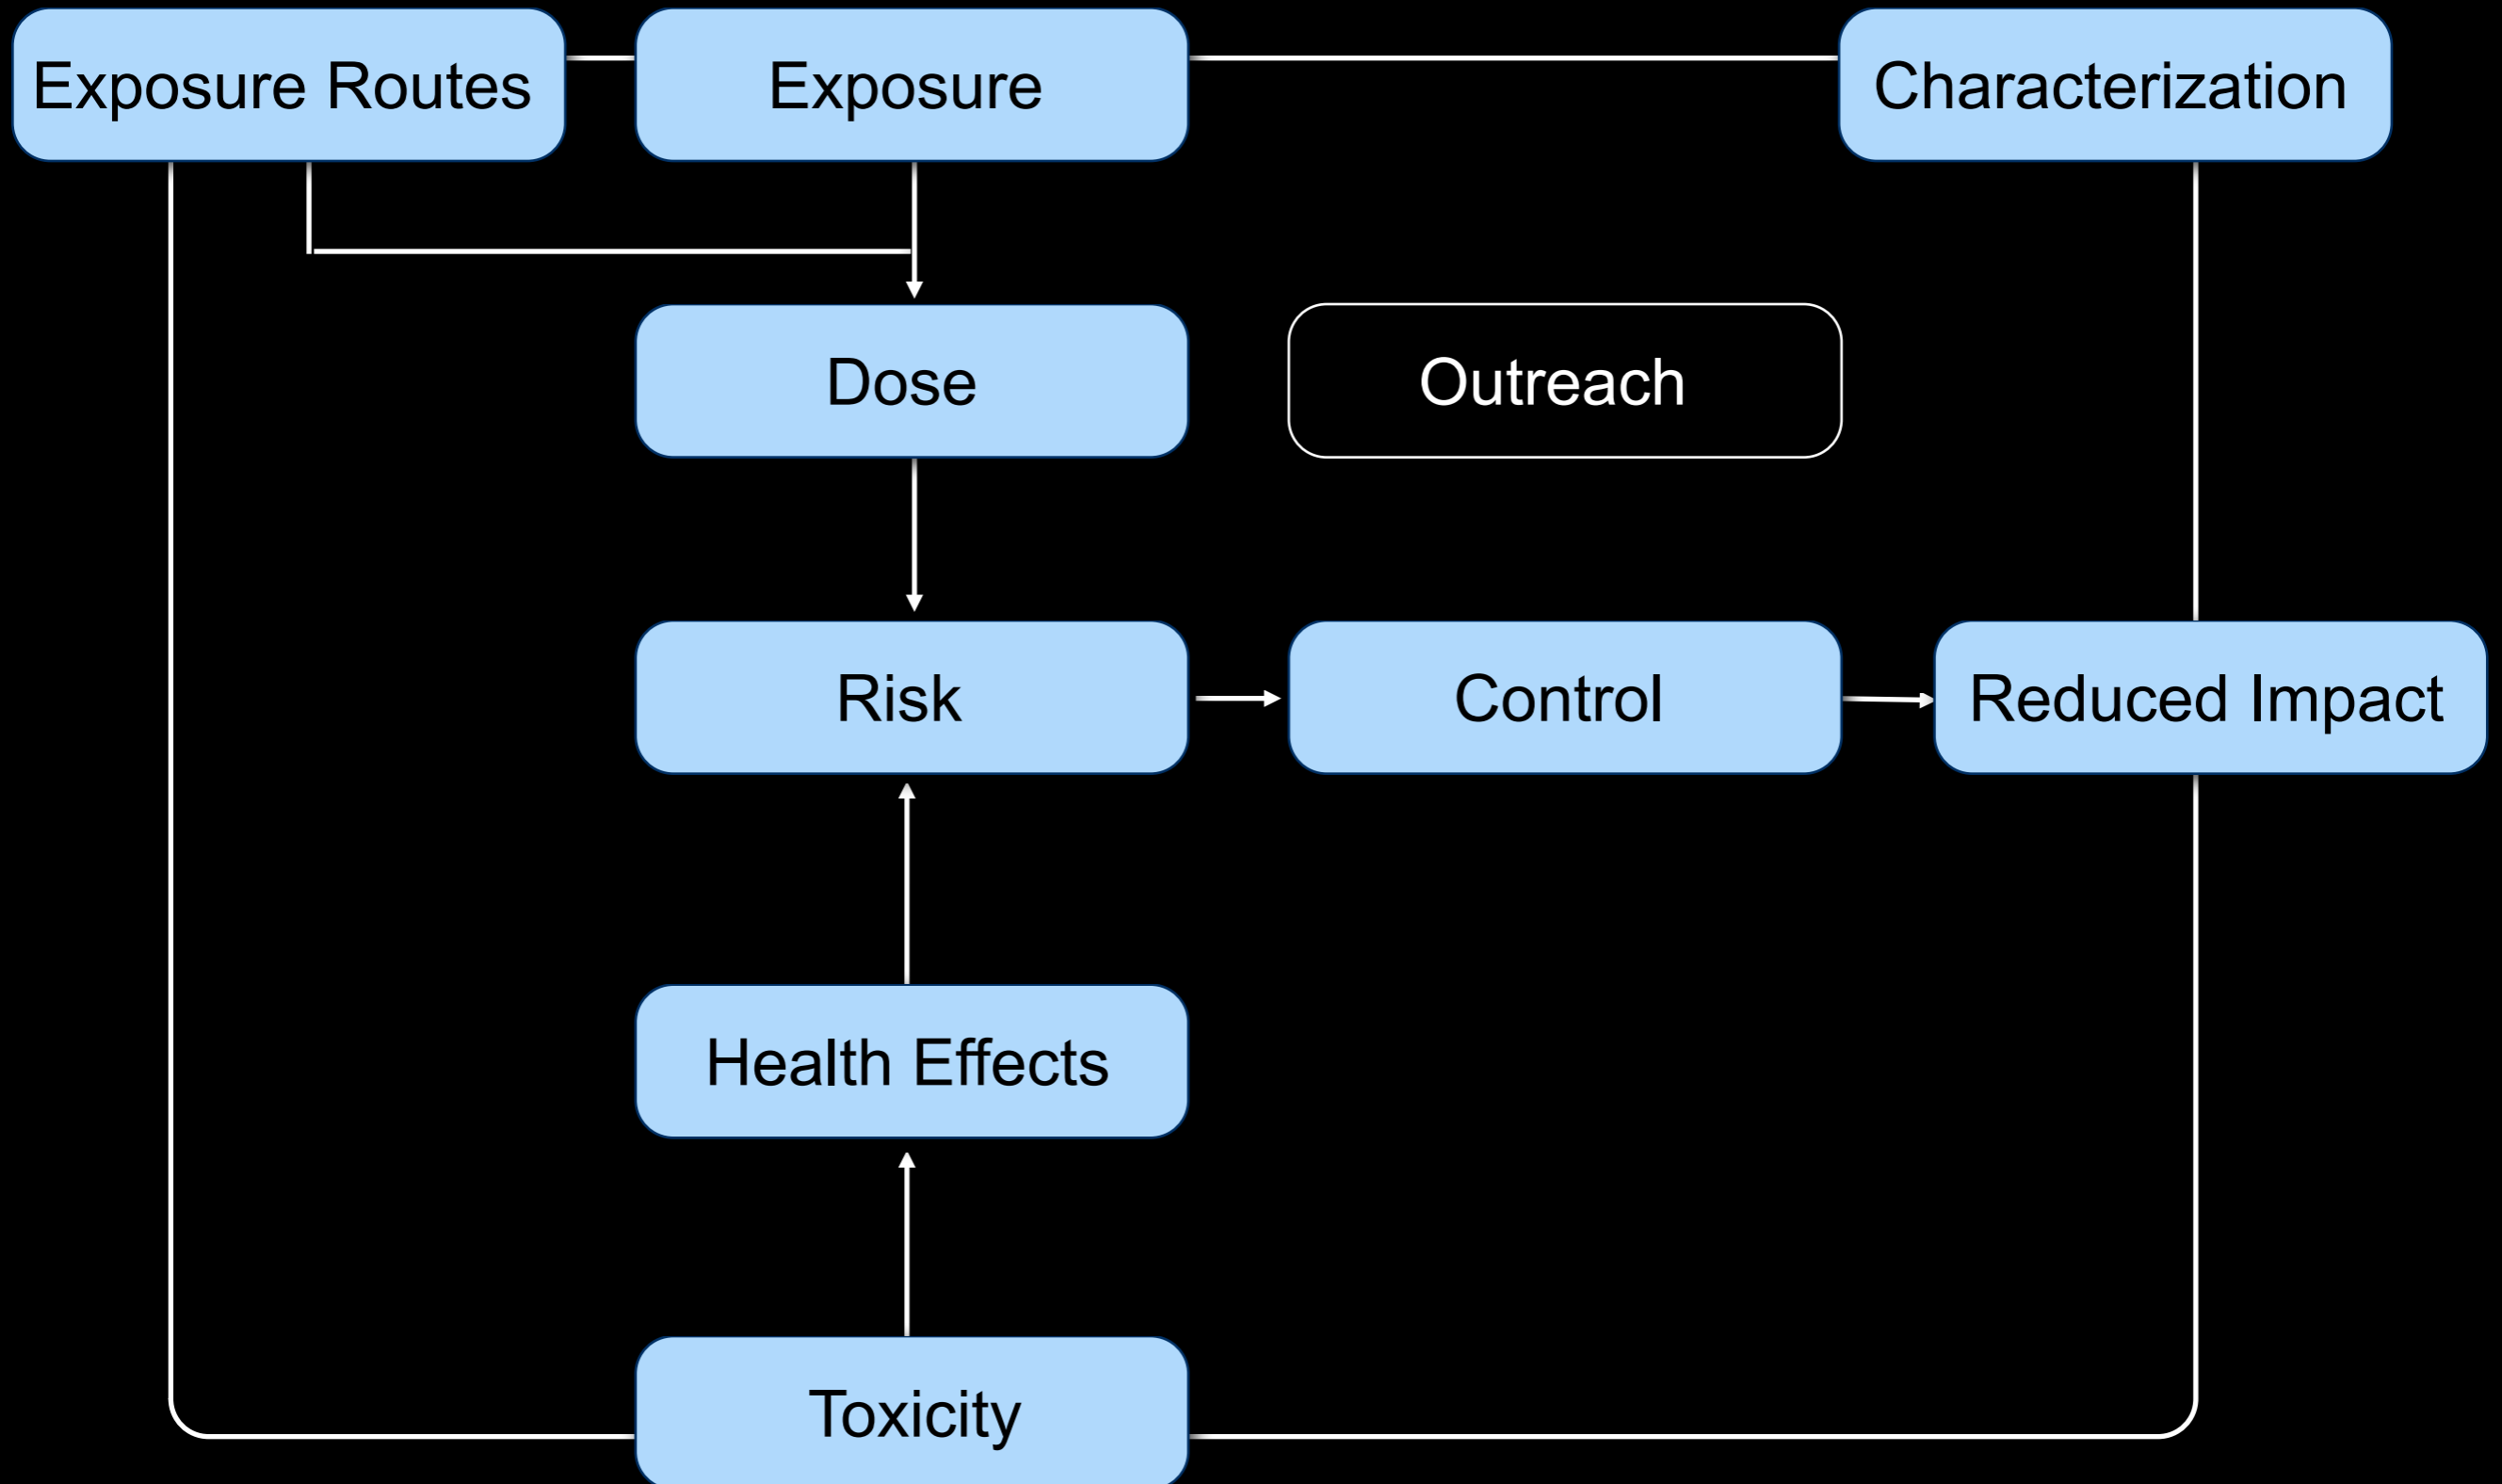 Exposure Routes
Exposure
Characterization
Dose
Outreach
Risk
Control
Reduced Impact
Health Effects
Toxicity